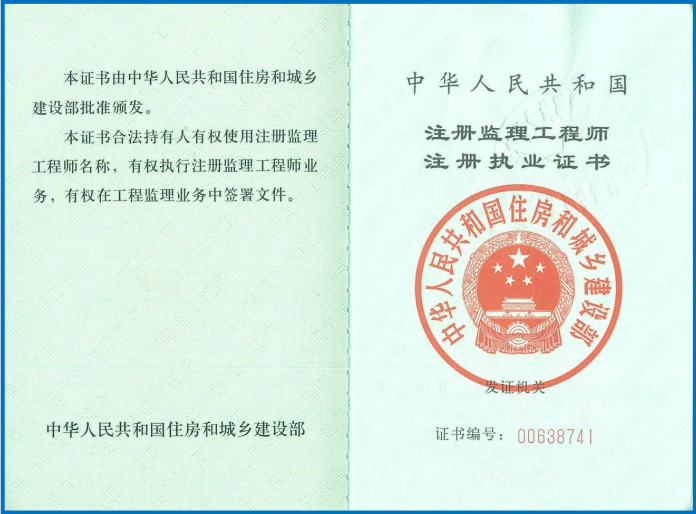 本证书由中华人民共和国住房和城乡
建设部批准颁发。
本证书合法持有人有权使用注册监理
工程师名称，有权执行注册监理工程师业
务，有权在工程监理业务中签署文件。
中华人民共和国住房和城乡建设部
中华人民共和国
注册监理工程师
注册执业证书
中华人民共和国住房和城乡建设部
发证机关
证书编号：00638741